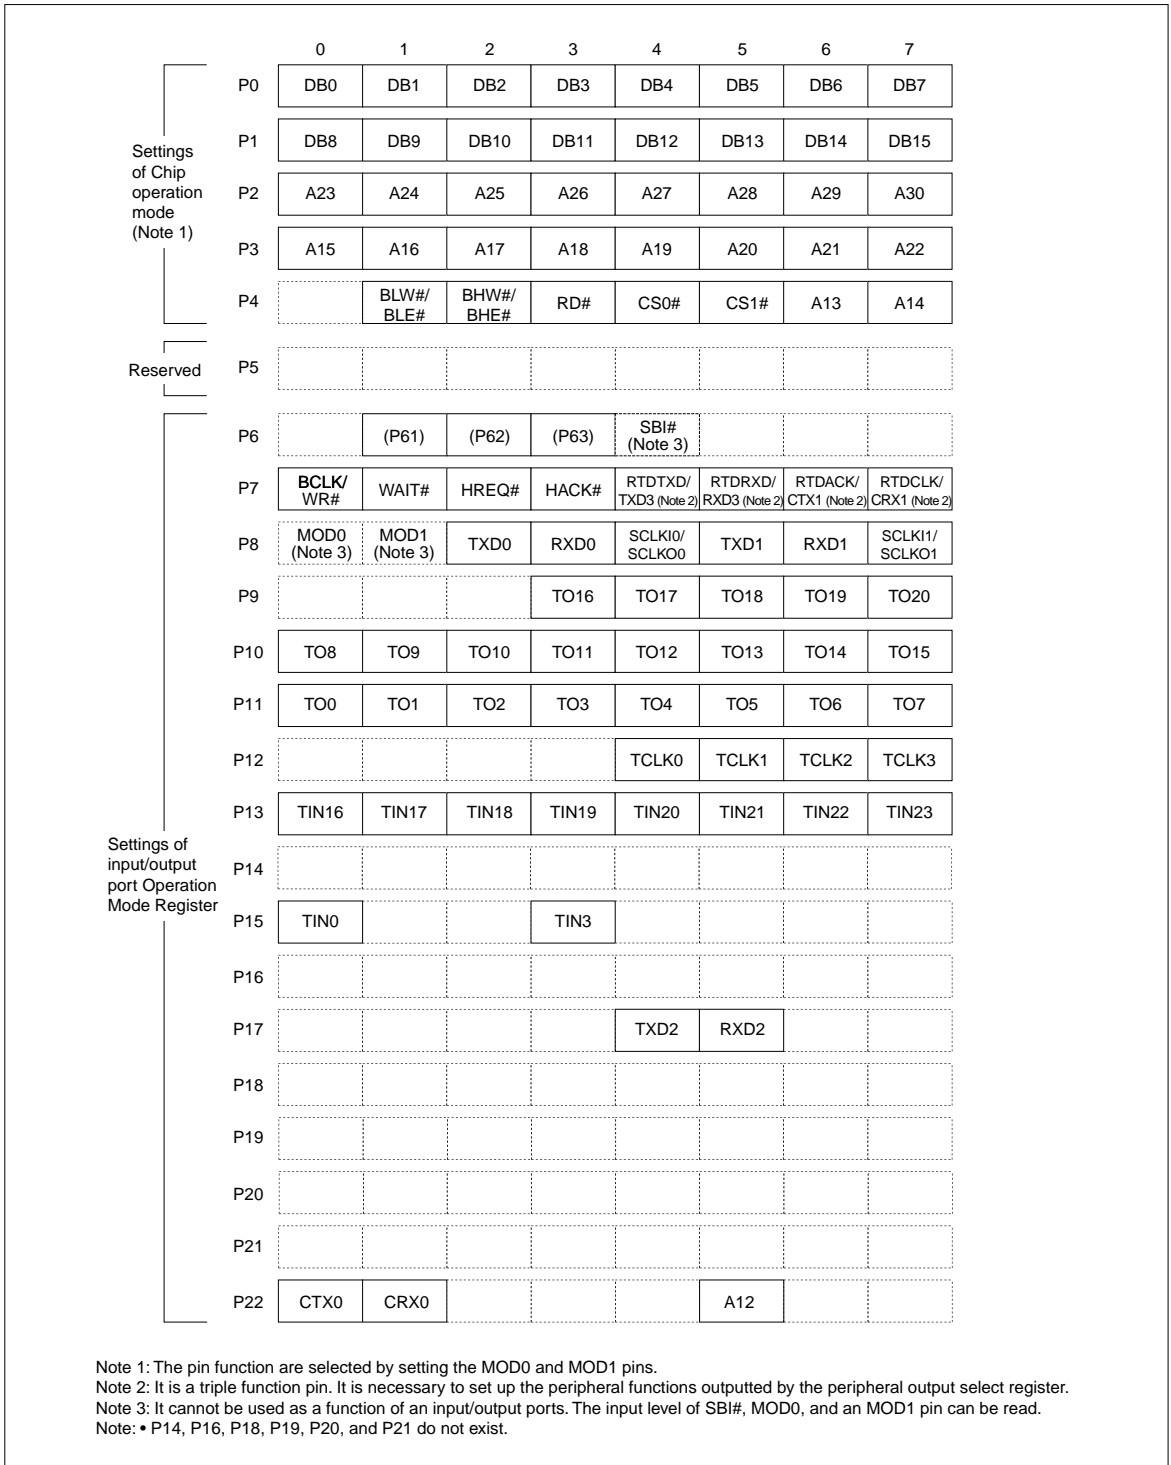 0 1 2 3 4 5 6 7
P0 DB0 DB1 DB2 DB3 DB4 DB5 DB6 DB7
P1 DB8 DB9 DB10 DB11 DB12 DB13 DB14 DB15
Settings
of Chip
operation
mode
(Note 1)
P2 A23 A24 A25 A26 A27 A28 A29 A30
P3 A15 A16 A17 A18 A19 A20 A21 A22
P4 BLW#/ BLE# BHW#/ BHE# RD# CS0# CS1# A13 A14
Reserved P5
P6 (P61) (P62) (P63) SBI# (Note 3)
P7 BCLK/ WR# WAIT# HREQ# HACK# RTDTXD/ TXD3 (Note 2) RTDRXD/ RXD3 (Note 2) RTDACK/ CTX1 (Note 2) RTDCLK/ CRX1 (Note 2)
P8 MOD0 (Note 3) MOD1 (Note 3) TXD0 RXD0 SCLKI0/ SCLKO0 TXD1 RXD1 SCLKI1/ SCLKO1
P9 TO16 TO17 TO18 TO19 TO20
P10 TO8 TO9 TO10 TO11 TO12 TO13 TO14 TO15
P11 TO0 TO1 TO2 TO3 TO4 TO5 TO6 TO7
P12 TCLK0 TCLK1 TCLK2 TCLK3
P13 TIN16 TIN17 TIN18 TIN19 TIN20 TIN21 TIN22 TIN23
Settings of
input/output
port Operation
Mode Register
P14
P15 TIN0 TIN3
P16
P17 TXD2 RXD2
P18
P19
P20
P21
P22 CTX0 CRX0 A12
Note 1: The pin function are selected by setting the MOD0 and MOD1 pins.
Note 2: It is a triple function pin. It is necessary to set up the peripheral functions outputted by the peripheral output select register.
Note 3: It cannot be used as a function of an input/output ports. The input level of SBI#, MOD0, and an MOD1 pin can be read.
Note: • P14, P16, P18, P19, P20, and P21 do not exist.